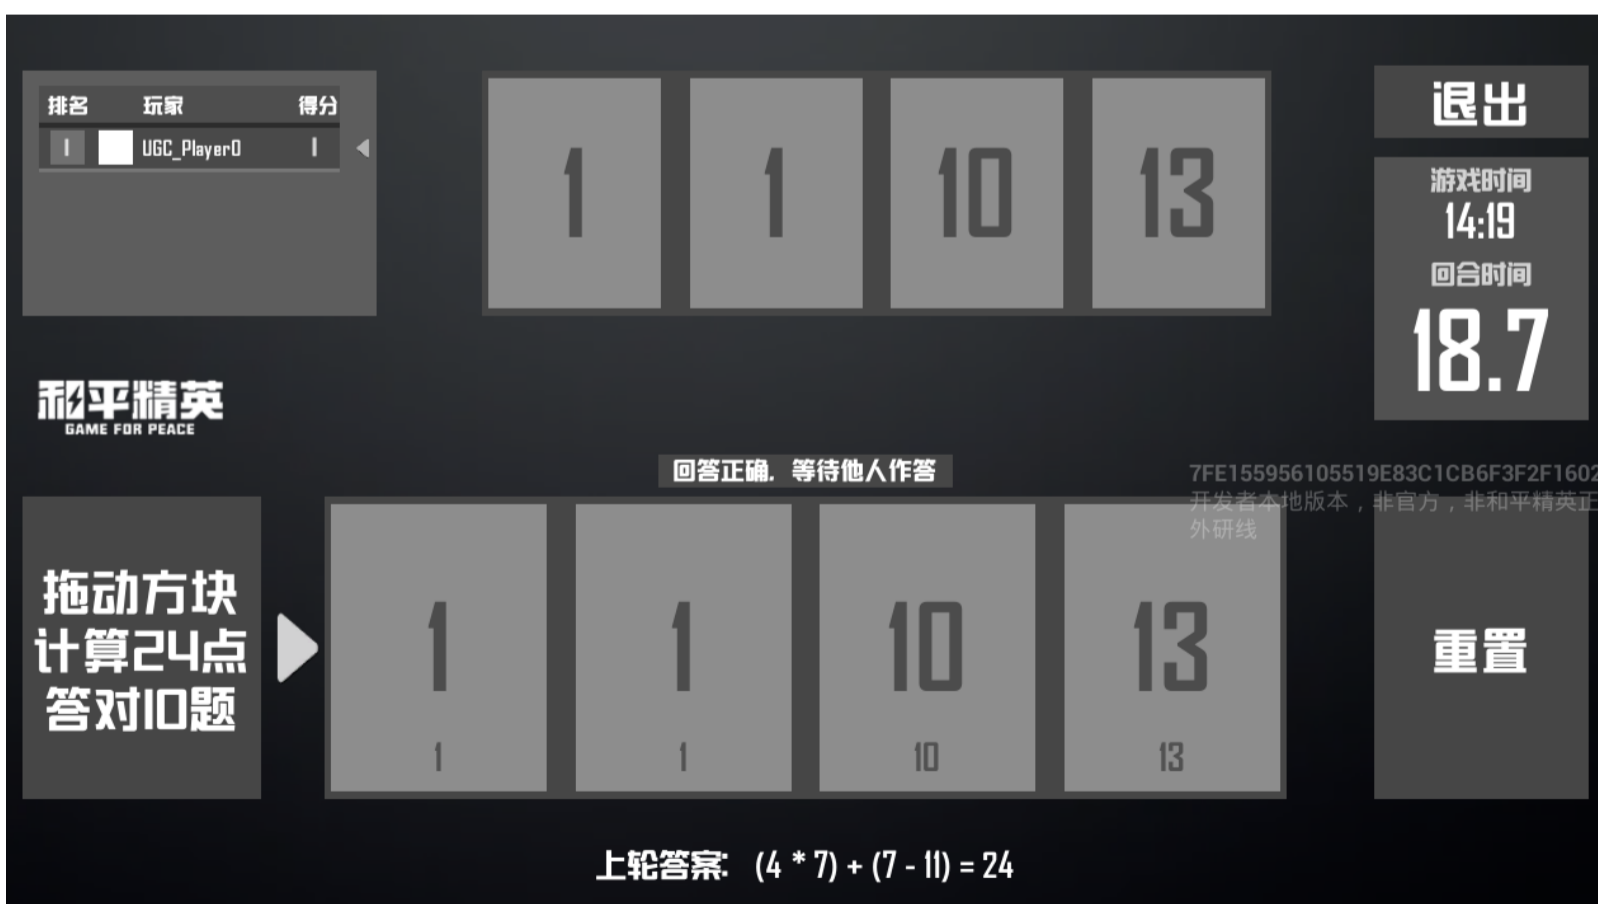 排名 玩家 得分
1 UGC_Player0 1
1 1 10 13
退出
游戏时间
14:19
回合时间
18.7
和平精英
GAME FOR PEACE
回答正确，等待他人作答
7FE155956105519E83C1CB6F3F2F1602
开发者本地版本，非官方，非和平精英正
外研线
拖动方块
计算24点
答对10题
1 1 10 13
1 1 10 13
重置
上轮答案: (4 * 7) + (7 - 11) = 24